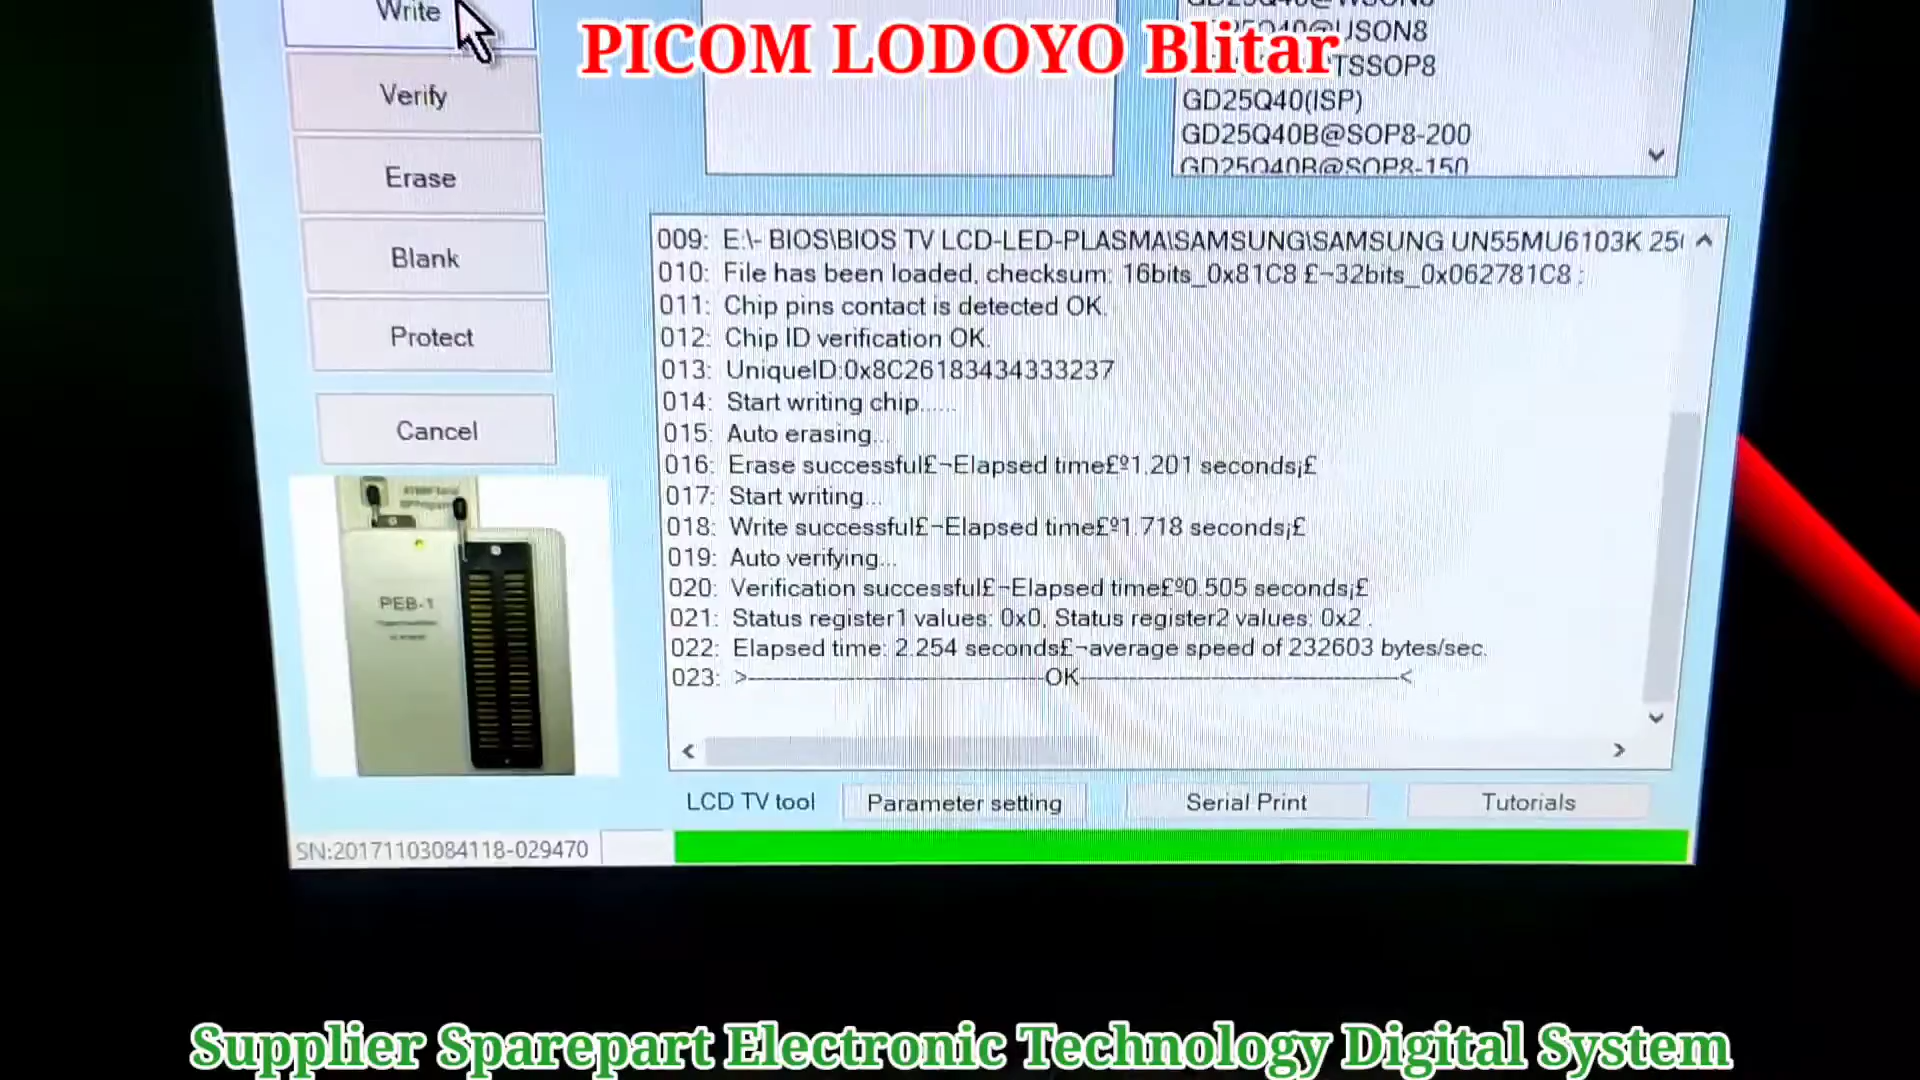 Write
PICOM LODOYO Blitar
GD25Q40(ISP)
GD25Q40B@SOP8-200
GD25Q40B@SOP8-150
Verify
Erase
Blank
Protect
Cancel
009: E:\- BIOS\BIOS TV LCD-LED-PLASMA\SAMSUNG\SAMSUNG UN55MU6103K 25
010: File has been loaded, checksum: 16bits_0x81C8 £¬32bits_0x062781C8 :
011: Chip pins contact is detected OK.
012: Chip ID verification OK.
013: UniqueID:0x8C26183434333237
014: Start writing chip......
015: Auto erasing...
016: Erase successful£¬Elapsed time£º1.201 seconds¡£
017: Start writing...
018: Write successful£¬Elapsed time£º1.718 seconds¡£
019: Auto verifying...
020: Verification successful£¬Elapsed time£º0.505 seconds¡£
021: Status register1 values: 0x0, Status register2 values: 0x2 .
022: Elapsed time: 2.254 seconds£¬average speed of 232603 bytes/sec.
023: >----------------------------OK------------------------------<
PEB-1
LCD TV tool
Parameter setting
Serial Print
Tutorials
SN:20171103084118-029470
Supplier Sparepart Electronic Technology Digital System